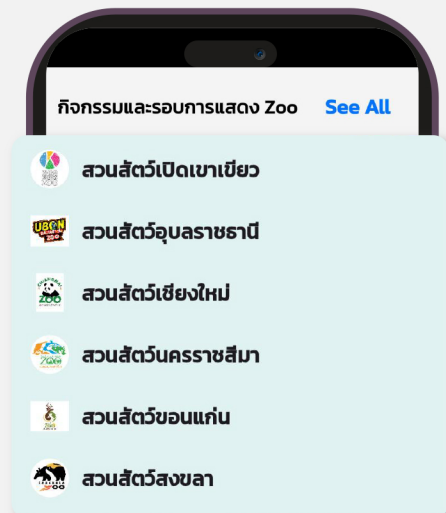 กิจกรรมและรอบการแสดง Zoo See All
สวนสัตว์เปิดเขาเขียว
UBON ZOO สวนสัตว์อุบลราชธานี
ZOO สวนสัตว์เชียงใหม่
สวนสัตว์นครราชสีมา
สวนสัตว์ขอนแก่น
สวนสัตว์สงขลา